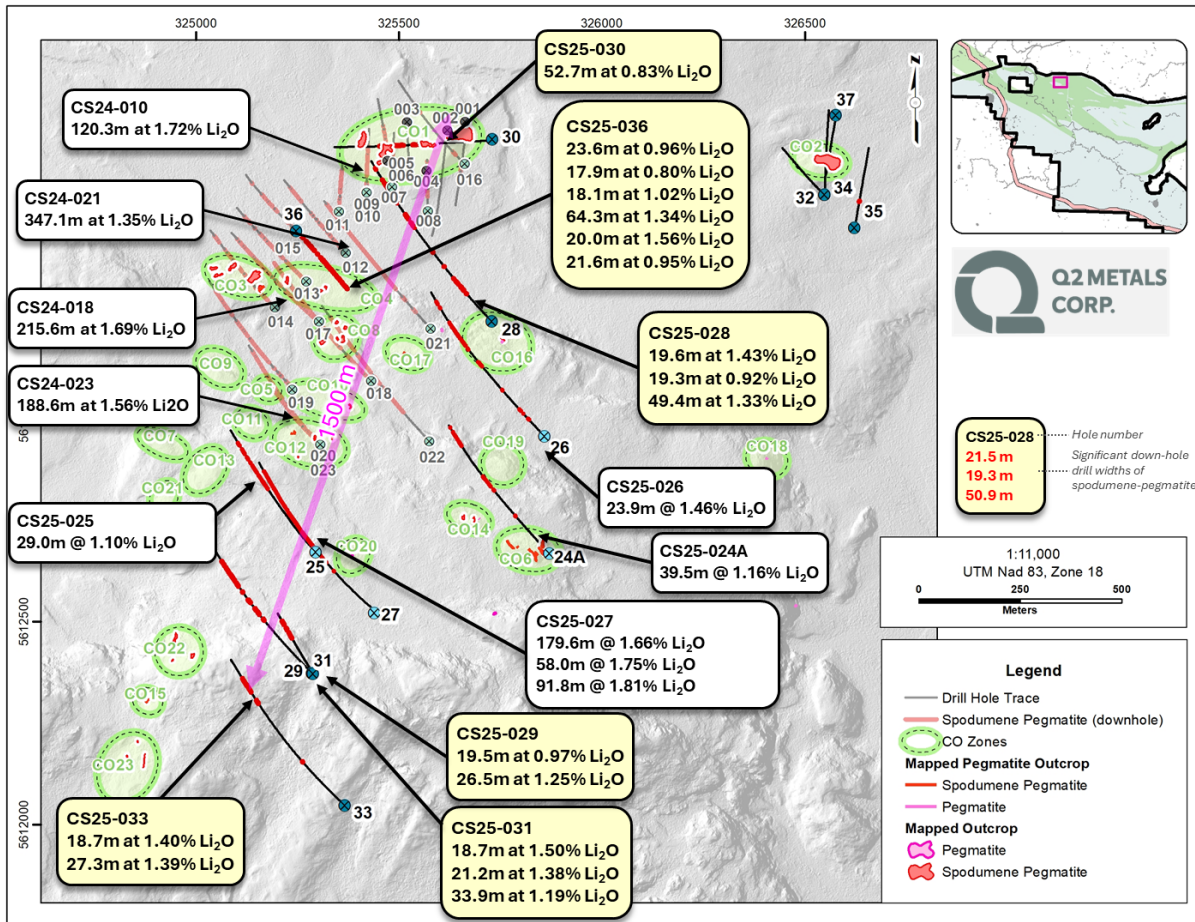 325000
325500
326000
326500
CS25-030
52.7m at 0.83% Li₂O
CS24-010
120.3m at 1.72% Li₂O
CS25-036
23.6m at 0.96% Li₂O
17.9m at 0.80% Li₂O
18.1m at 1.02% Li₂O
64.3m at 1.34% Li₂O
20.0m at 1.56% Li₂O
21.6m at 0.95% Li₂O
CS24-021
347.1m at 1.35% Li₂O
CS24-018
215.6m at 1.69% Li₂O
CS24-023
188.6m at 1.56% Li2O
CS25-028
19.6m at 1.43% Li₂O
19.3m at 0.92% Li₂O
49.4m at 1.33% Li₂O
CS25-026
23.9m @ 1.46% Li₂O
CS25-025
29.0m @ 1.10% Li₂O
CS25-024A
39.5m @ 1.16% Li₂O
CS25-027
179.6m @ 1.66% Li₂O
58.0m @ 1.75% Li₂O
91.8m @ 1.81% Li₂O
CS25-029
19.5m at 0.97% Li₂O
26.5m at 1.25% Li₂O
CS25-033
18.7m at 1.40% Li₂O
27.3m at 1.39% Li₂O
CS25-031
18.7m at 1.50% Li₂O
21.2m at 1.38% Li₂O
33.9m at 1.19% Li₂O
003
001
002
CO1
30
005
006
004
016
007
009
010
008
011
36
015
012
CO3
013
CO4
014
017
CO8
021
CO17
28
CO16
CO9
CO5
019
018
CO11
CO12
020
023
022
26
CO7
CO13
CO21
CO19
CO18
CO14
CO6
24A
25
CO20
27
1500 m
5612500
CO22
CO15
CO23
29
31
33
5612000
37
32
34
35
N
Q2 METALS
CORP.
CS25-028
Hole number
21.5 m
19.3 m
50.9 m
Significant down-hole
drill widths of
spodumene-pegmatite
1:11,000
UTM Nad 83, Zone 18
0
250
500
Meters
Legend
Drill Hole Trace
Spodumene Pegmatite (downhole)
CO Zones
Mapped Pegmatite Outcrop
Spodumene Pegmatite
Pegmatite
Mapped Outcrop
Pegmatite
Spodumene Pegmatite